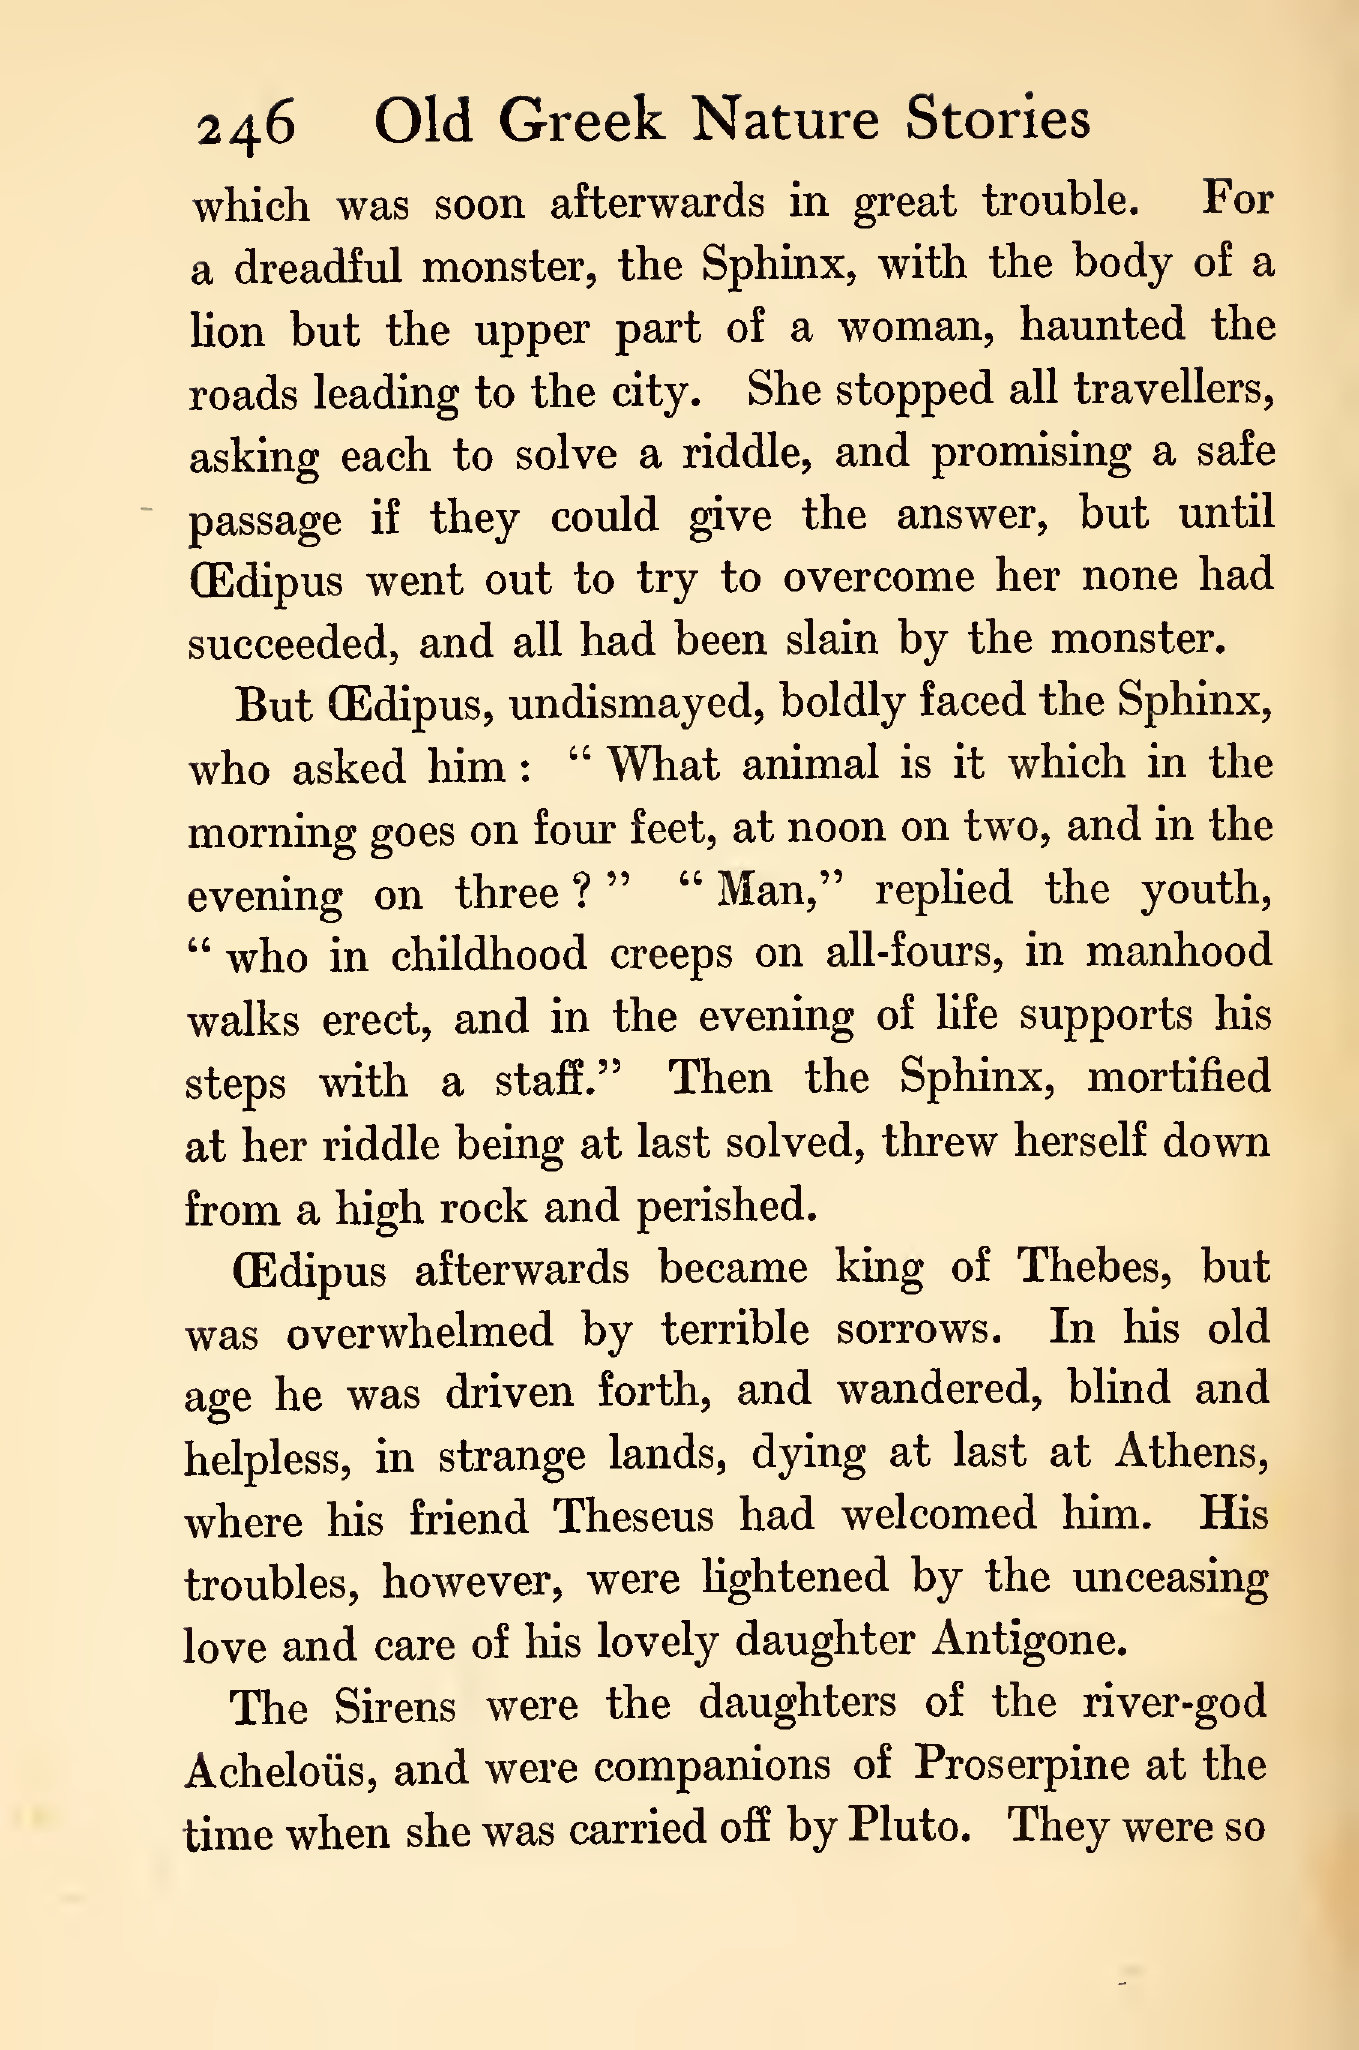 246 Old Greek Nature Stories
which was soon afterwards in great trouble. For
a dreadful monster, the Sphinx, with the body of a
lion but the upper part of a woman, haunted the
roads leading to the city. She stopped all travellers,
asking each to solve a riddle, and promising a safe
passage if they could give the answer, but until
Œdipus went out to try to overcome her none had
succeeded, and all had been slain by the monster.
But Œdipus, undismayed, boldly faced the Sphinx,
who asked him : “ What animal is it which in the
morning goes on four feet, at noon on two, and in the
evening on three ? ” “ Man,” replied the youth,
“ who in childhood creeps on all-fours, in manhood
walks erect, and in the evening of life supports his
steps with a staff.” Then the Sphinx, mortified
at her riddle being at last solved, threw herself down
from a high rock and perished.
Œdipus afterwards became king of Thebes, but
was overwhelmed by terrible sorrows. In his old
age he was driven forth, and wandered, blind and
helpless, in strange lands, dying at last at Athens,
where his friend Theseus had welcomed him. His
troubles, however, were lightened by the unceasing
love and care of his lovely daughter Antigone.
The Sirens were the daughters of the river-god
Acheloüs, and were companions of Proserpine at the
time when she was carried off by Pluto. They were so